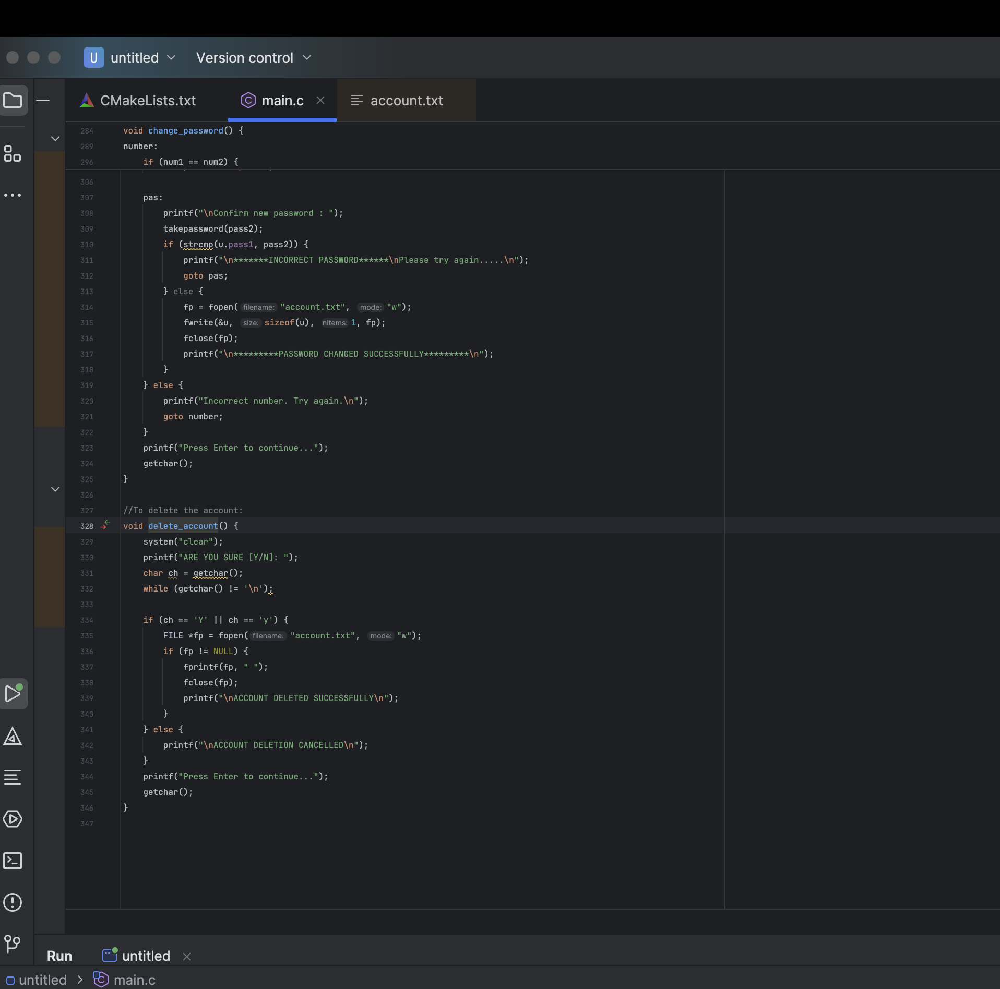 U untitled Version control
CMakeLists.txt main.c account.txt
284 void change_password() {
289 number:
296 if (num1 == num2) {
306
307 pas:
308 printf("\nConfirm new password : ");
309 takepassword(pass2);
310 if (strcmp(u.pass1, pass2)) {
311 printf("\n*******INCORRECT PASSWORD******\nPlease try again.....\n");
312 goto pas;
313 } else {
314 fp = fopen( filename: "account.txt", mode: "w");
315 fwrite(&u, size: sizeof(u), nitems: 1, fp);
316 fclose(fp);
317 printf("\n*********PASSWORD CHANGED SUCCESSFULLY*********\n");
318 }
319 } else {
320 printf("Incorrect number. Try again.\n");
321 goto number;
322 }
323 printf("Press Enter to continue...");
324 getchar();
325 }
326
327 //To delete the account:
328 void delete_account() {
329 system("clear");
330 printf("ARE YOU SURE [Y/N]: ");
331 char ch = getchar();
332 while (getchar() != '\n');
333
334 if (ch == 'Y' || ch == 'y') {
335 FILE *fp = fopen( filename: "account.txt", mode: "w");
336 if (fp != NULL) {
337 fprintf(fp, " ");
338 fclose(fp);
339 printf("\nACCOUNT DELETED SUCCESSFULLY\n");
340 }
341 } else {
342 printf("\nACCOUNT DELETION CANCELLED\n");
343 }
344 printf("Press Enter to continue...");
345 getchar();
346 }
347
Run untitled
untitled > main.c